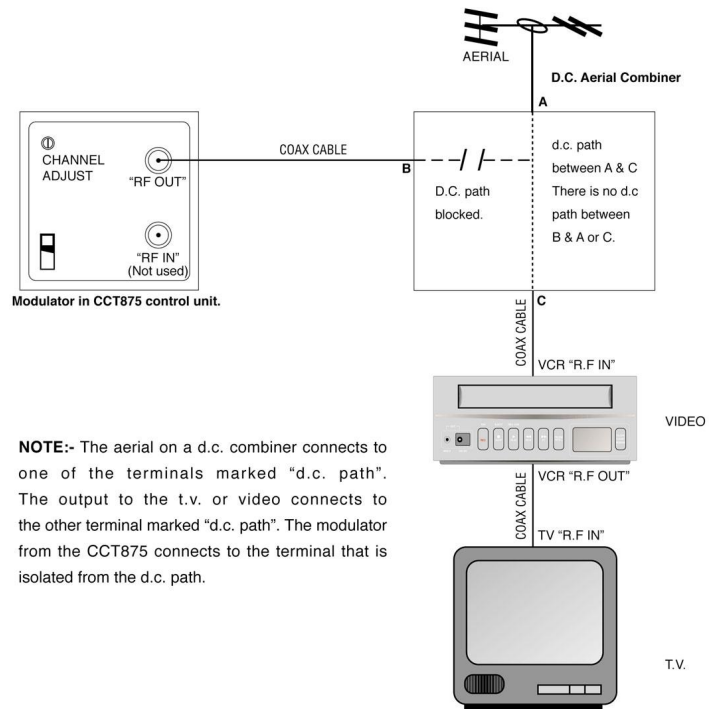 AERIAL
D.C. Aerial Combiner
A
CHANNEL
ADJUST
"RF OUT"
COAX CABLE
B
D.C. path
blocked.
d.c. path
between A & C
There is no d.c
path between
B & A or C.
"RF IN"
(Not used)
Modulator in CCT875 control unit.
C
COAX CABLE
VCR "R.F IN"
VIDEO
NOTE:- The aerial on a d.c. combiner connects to
one of the terminals marked "d.c. path".
The output to the t.v. or video connects to
the other terminal marked "d.c. path". The modulator
from the CCT875 connects to the terminal that is
isolated from the d.c. path.
VCR "R.F OUT"
COAX CABLE
TV "R.F IN"
T.V.